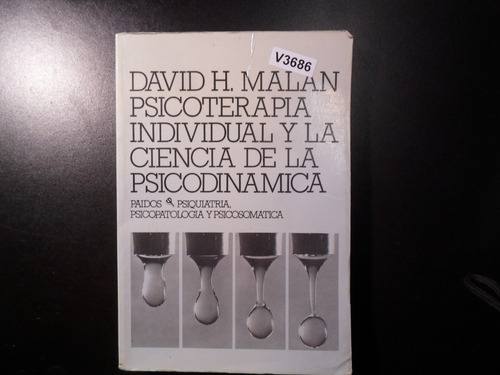 V3686
DAVID H. MALAN
PSICOTERAPIA
INDIVIDUAL Y LA
CIENCIA DE LA
PSICODINAMICA
PAIDOS PSIQUIATRIA,
PSICOPATOLOGIA Y PSICOSOMATICA